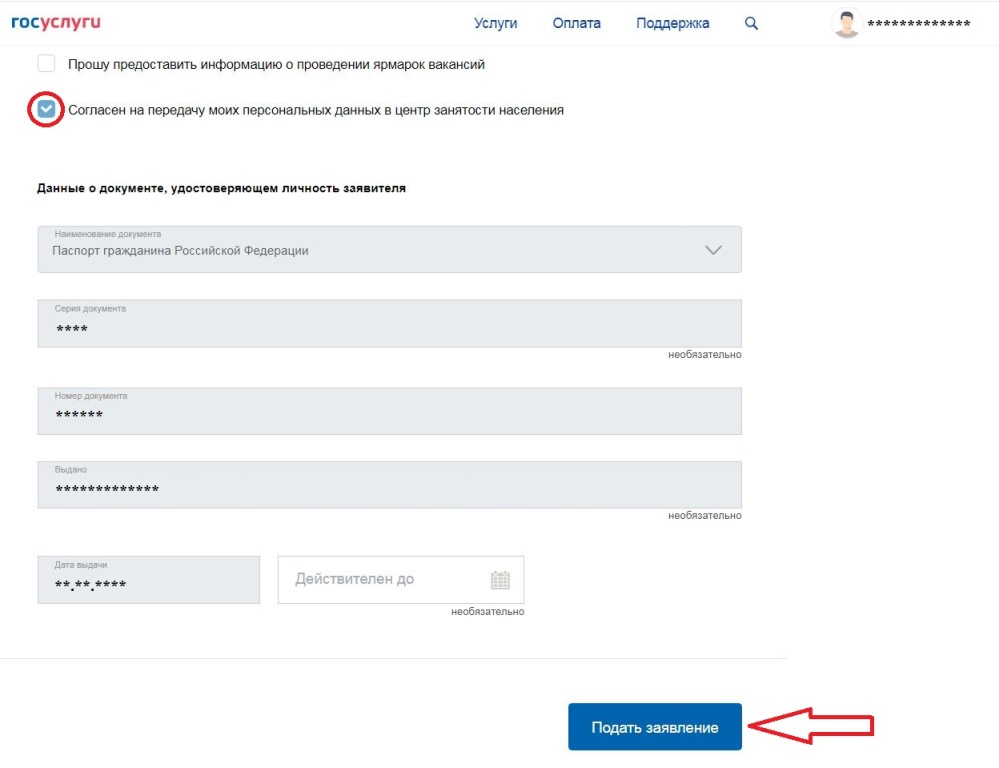 госуслуги
Услуги Оплата Поддержка *************
Прошу предоставить информацию о проведении ярмарок вакансий
Согласен на передачу моих персональных данных в центр занятости населения
Данные о документе, удостоверяющем личность заявителя
Наименование документа
Паспорт гражданина Российской Федерации
Серия документа
****
необязательно
Номер документа
******
Выдано
*************
необязательно
Дата выдачи
**.**.****
Действителен до
необязательно
Подать заявление